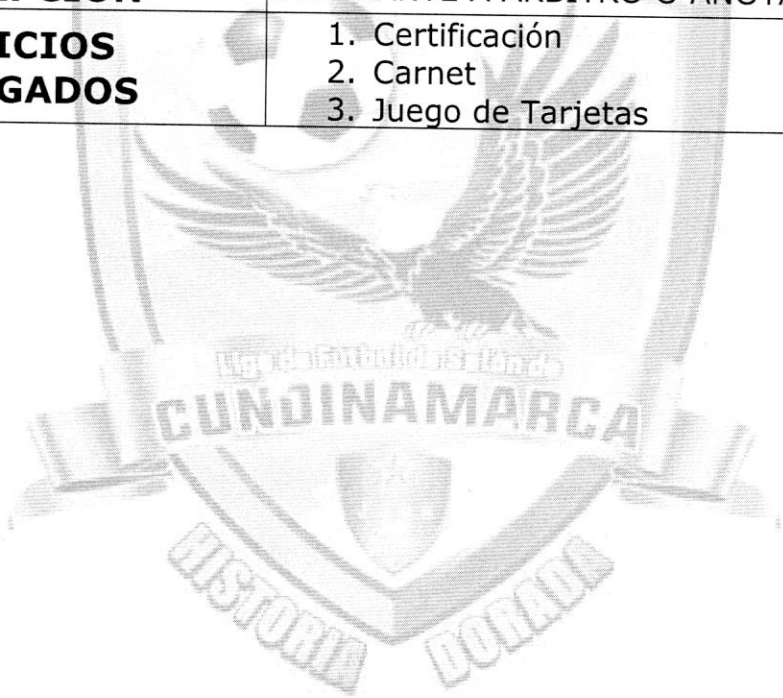 1. Certificación
ICIOS
2. Carnet
GADOS
3. Juego de Tarjetas
Liga de Fútbol de Salón de
CUNDINAMARCA
HISTORIA DORADA